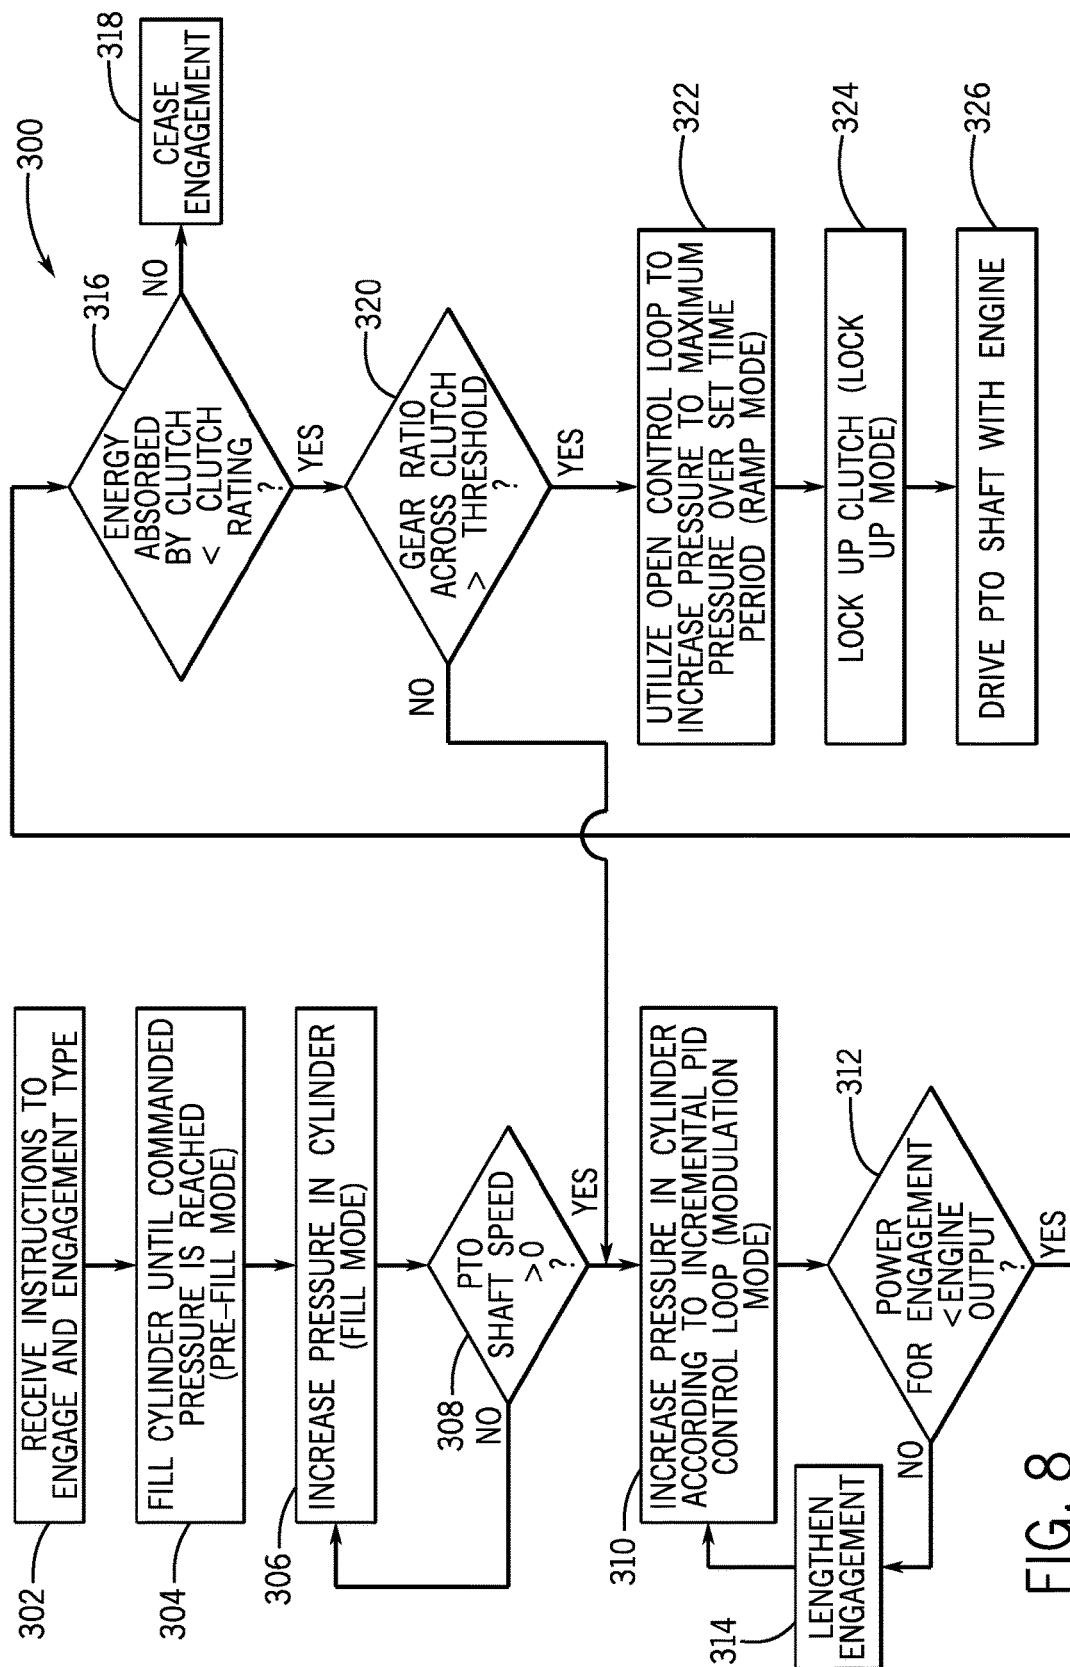 302
RECEIVE INSTRUCTIONS TO
ENGAGE AND ENGAGEMENT TYPE
304
FILL CYLINDER UNTIL COMMANDED
PRESSURE IS REACHED
(PRE-FILL MODE)
306
INCREASE PRESSURE IN CYLINDER
(FILL MODE)
308
PTO
SHAFT SPEED
>0
?
NO
YES
310
INCREASE PRESSURE IN CYLINDER
ACCORDING TO INCREMENTAL PID
CONTROL LOOP (MODULATION
MODE)
312
POWER
FOR ENGAGEMENT
<ENGINE
OUTPUT
?
NO
YES
314
LENGTHEN
ENGAGEMENT
300
316
ENERGY
ABSORBED
BY CLUTCH
< CLUTCH
RATING
?
NO
YES
318
CEASE
ENGAGEMENT
320
GEAR RATIO
ACROSS CLUTCH
> THRESHOLD
?
NO
YES
322
UTILIZE OPEN CONTROL LOOP TO
INCREASE PRESSURE TO MAXIMUM
PRESSURE OVER SET TIME
PERIOD (RAMP MODE)
324
LOCK UP CLUTCH (LOCK
UP MODE)
326
DRIVE PTO SHAFT WITH ENGINE
FIG. 8